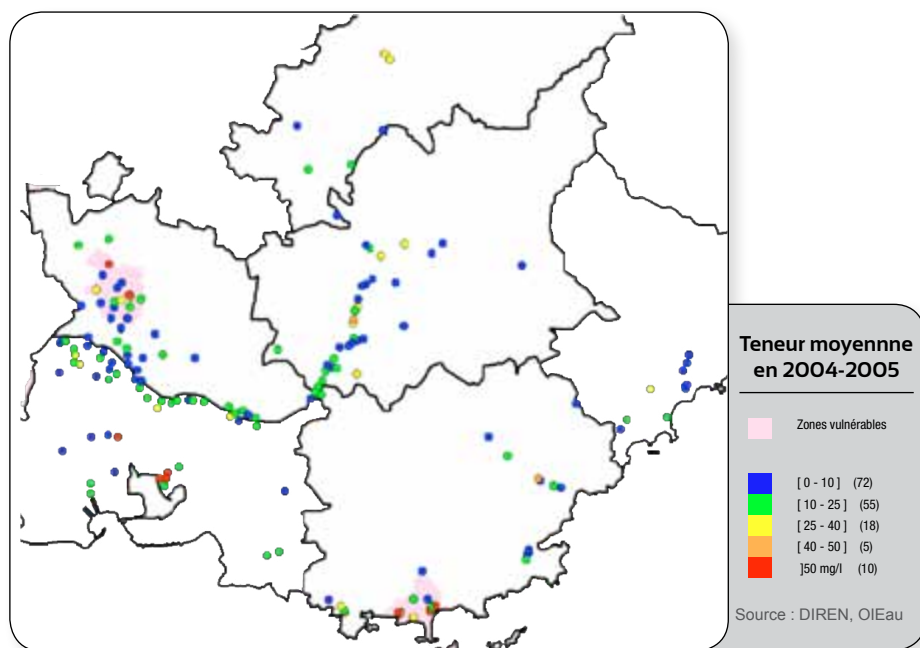 Teneur moyennne
en 2004-2005
Zones vulnérables
[ 0 - 10 ] (72)
[ 10 - 25 ] (55)
[ 25 - 40 ] (18)
[ 40 - 50 ] (5)
]50 mg/l (10)
Source : DIREN, OIEau